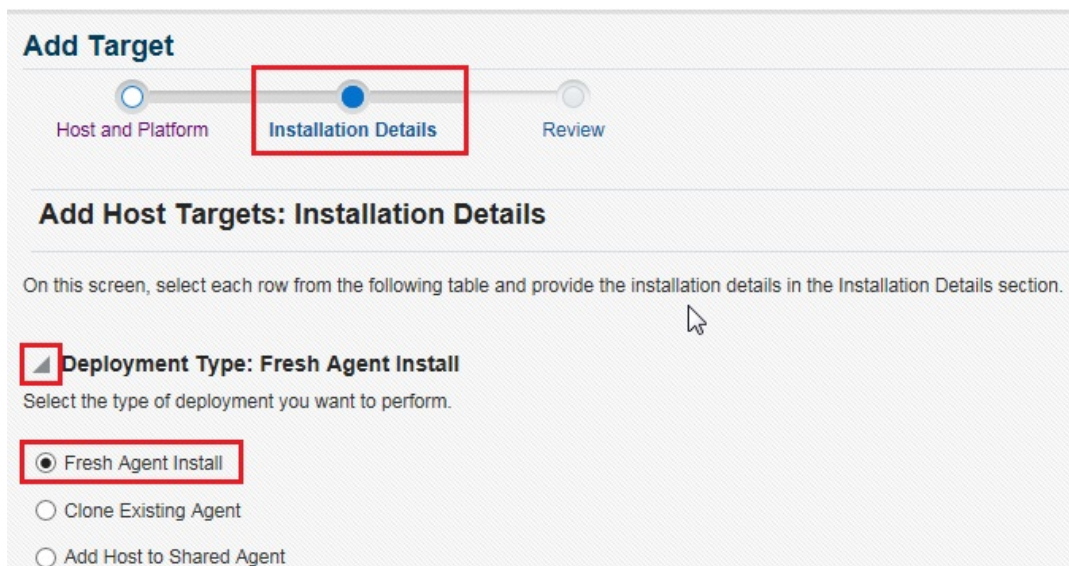 Add Target
Host and Platform
Installation Details
Review
Add Host Targets: Installation Details
On this screen, select each row from the following table and provide the installation details in the Installation Details section.
Deployment Type: Fresh Agent Install
Select the type of deployment you want to perform.
Fresh Agent Install
Clone Existing Agent
Add Host to Shared Agent